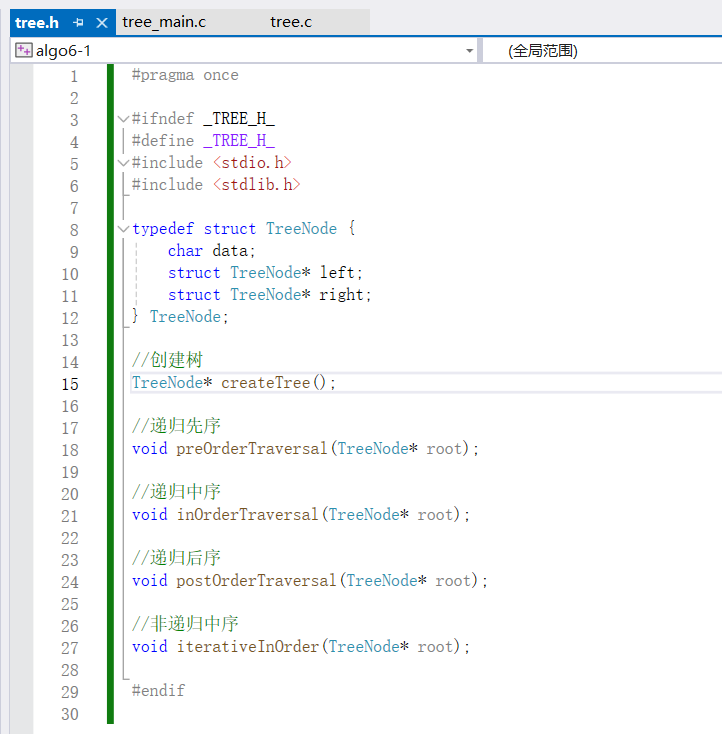 tree.h tree_main.c tree.c
algo6-1 (全局范围)
1 #pragma once
2
3 #ifndef _TREE_H_
4 #define _TREE_H_
5 #include <stdio.h>
6 #include <stdlib.h>
7
8 typedef struct TreeNode {
9 char data;
10 struct TreeNode* left;
11 struct TreeNode* right;
12 } TreeNode;
13
14 //创建树
15 TreeNode* createTree();
16
17 //递归先序
18 void preOrderTraversal(TreeNode* root);
19
20 //递归中序
21 void inOrderTraversal(TreeNode* root);
22
23 //递归后序
24 void postOrderTraversal(TreeNode* root);
25
26 //非递归中序
27 void iterativeInOrder(TreeNode* root);
28
29 #endif
30